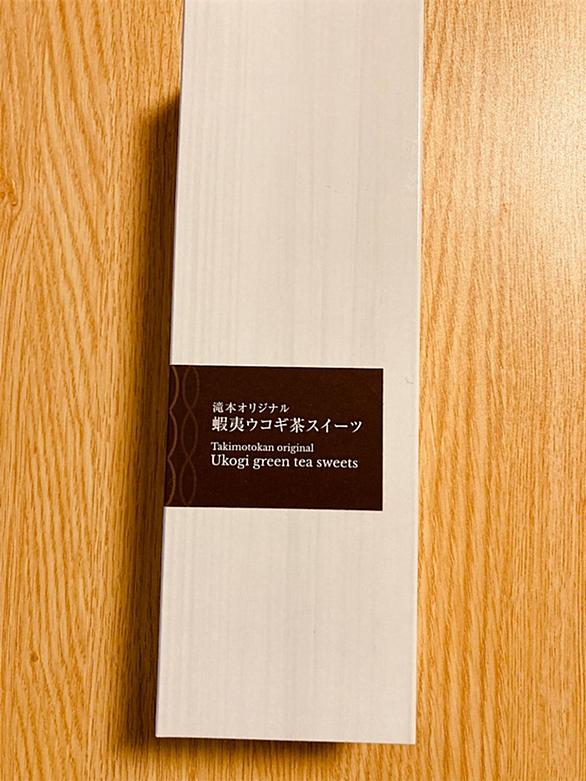 滝本オリジナル
蝦夷ウコギ茶スイーツ
Takimotokan original
Ukogi green tea sweets